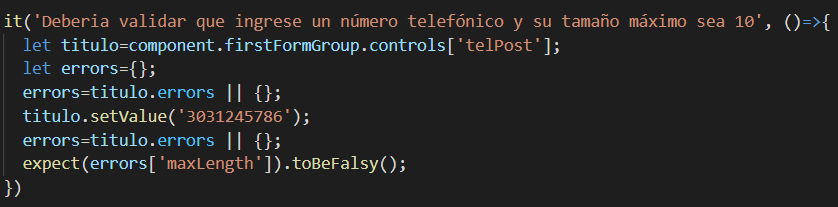 it('Deberia validar que ingrese un número telefónico y su tamaño máximo sea 10', ()=>{
let titulo=component.firstFormGroup.controls['telPost'];
let errors={};
errors=titulo.errors || {};
titulo.setValue('3031245786');
errors=titulo.errors || {};
expect(errors['maxLength']).toBeFalsy();
})